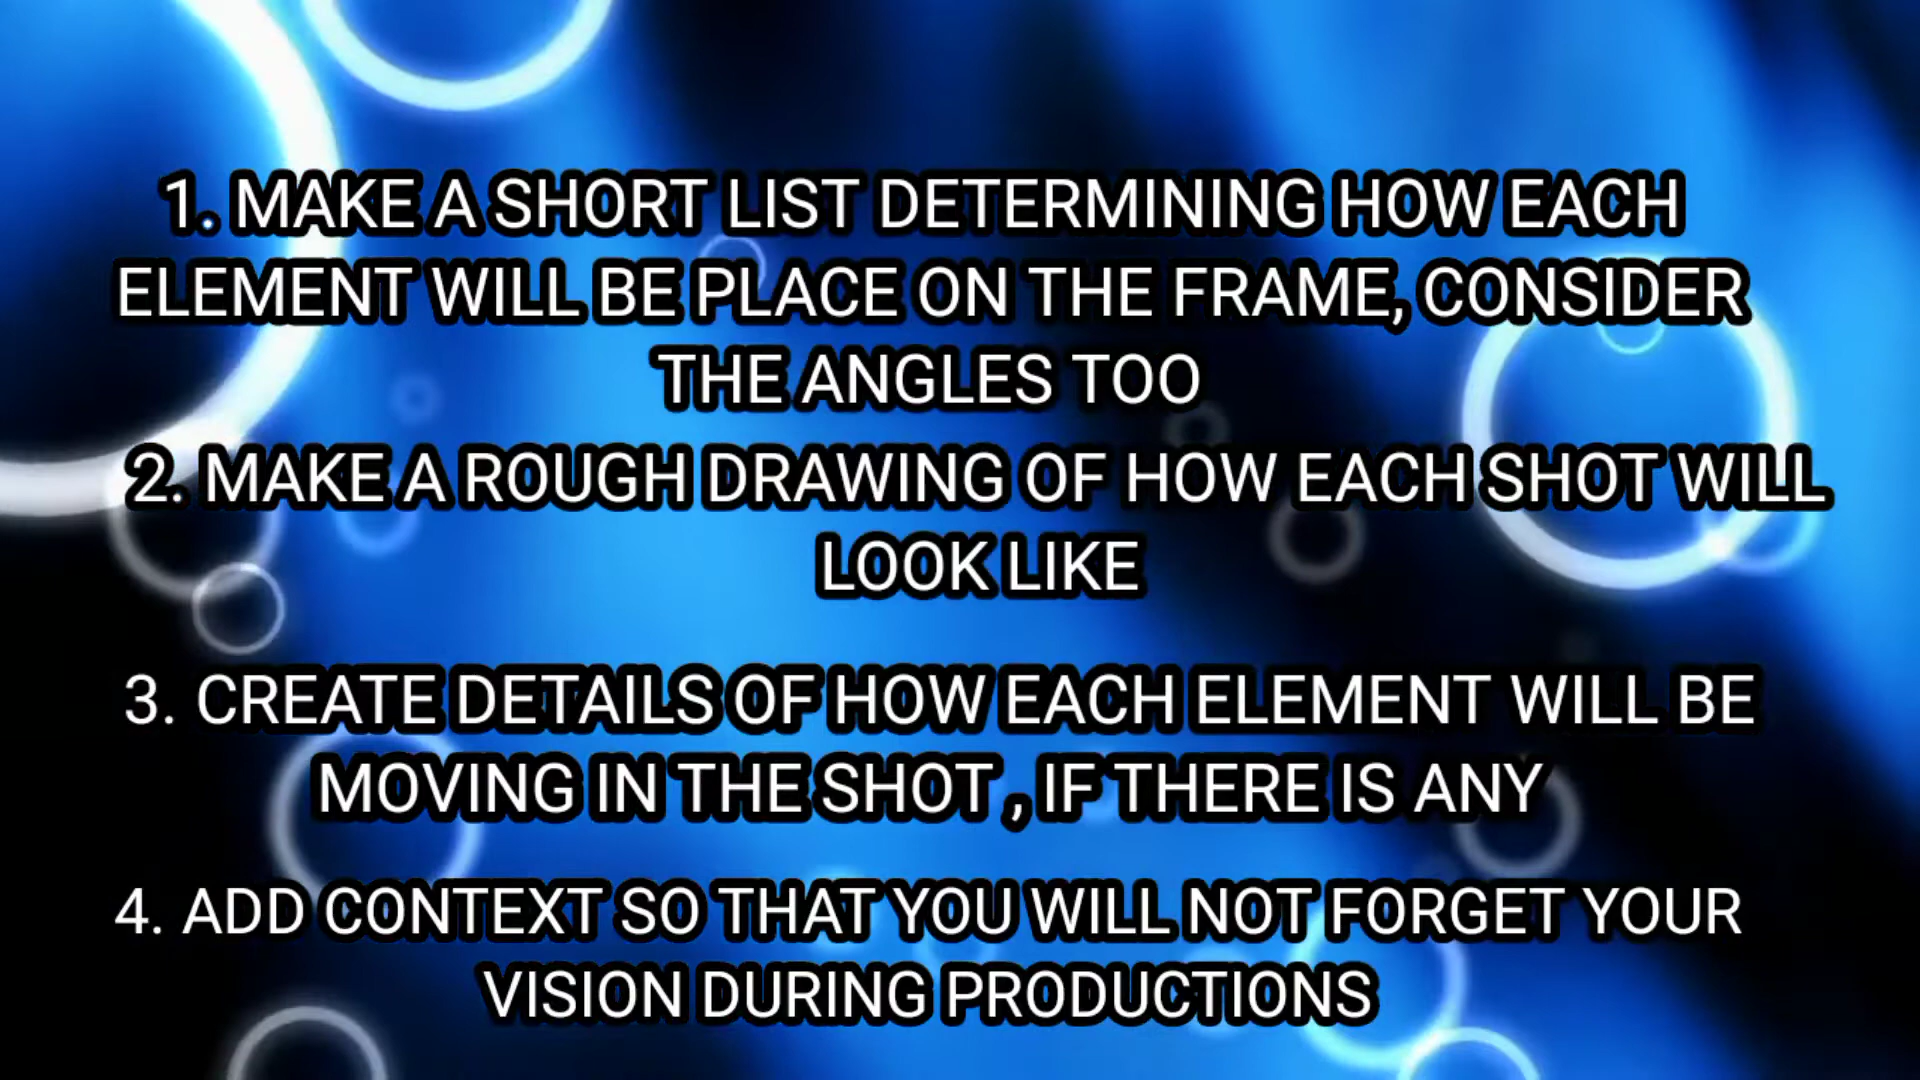 1. MAKE A SHORT LIST DETERMINING HOW EACH
ELEMENT WILL BE PLACE ON THE FRAME, CONSIDER
THE ANGLES TOO
2. MAKE A ROUGH DRAWING OF HOW EACH SHOT WILL
LOOK LIKE
3. CREATE DETAILS OF HOW EACH ELEMENT WILL BE
MOVING IN THE SHOT , IF THERE IS ANY
4. ADD CONTEXT SO THAT YOU WILL NOT FORGET YOUR
VISION DURING PRODUCTIONS